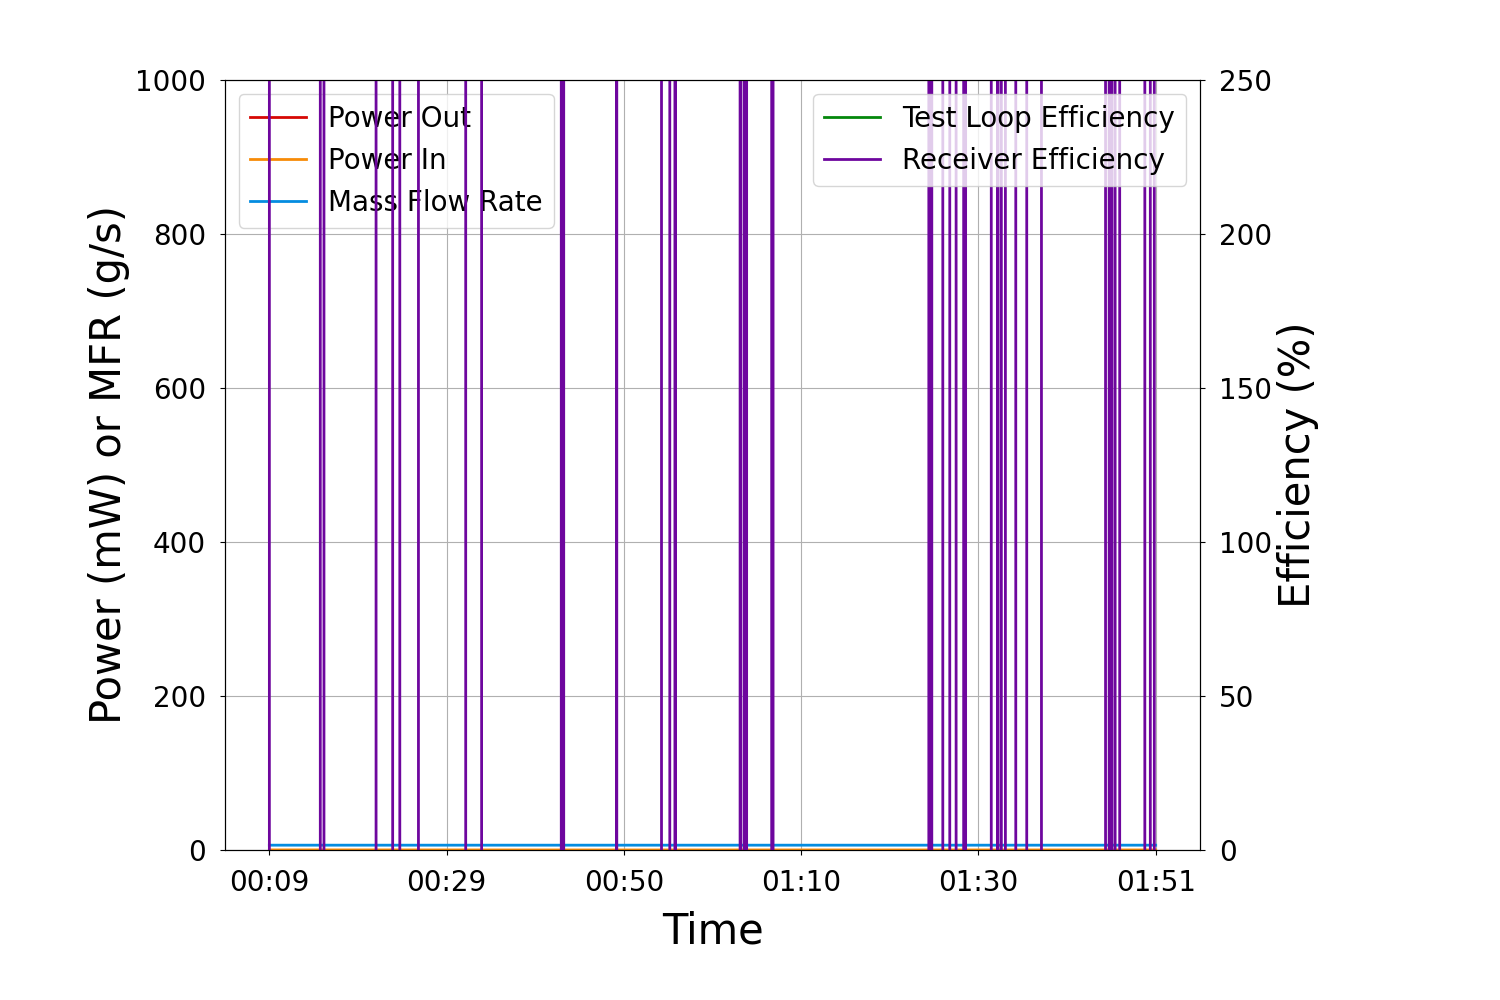 1000
800
600
400
200
0
Power (mW) or MFR (g/s)
Power Out
Power In
Mass Flow Rate
Test Loop Efficiency
Receiver Efficiency
250
200
150
100
50
0
Efficiency (%)
00:09 00:29 00:50 01:10 01:30 01:51
Time